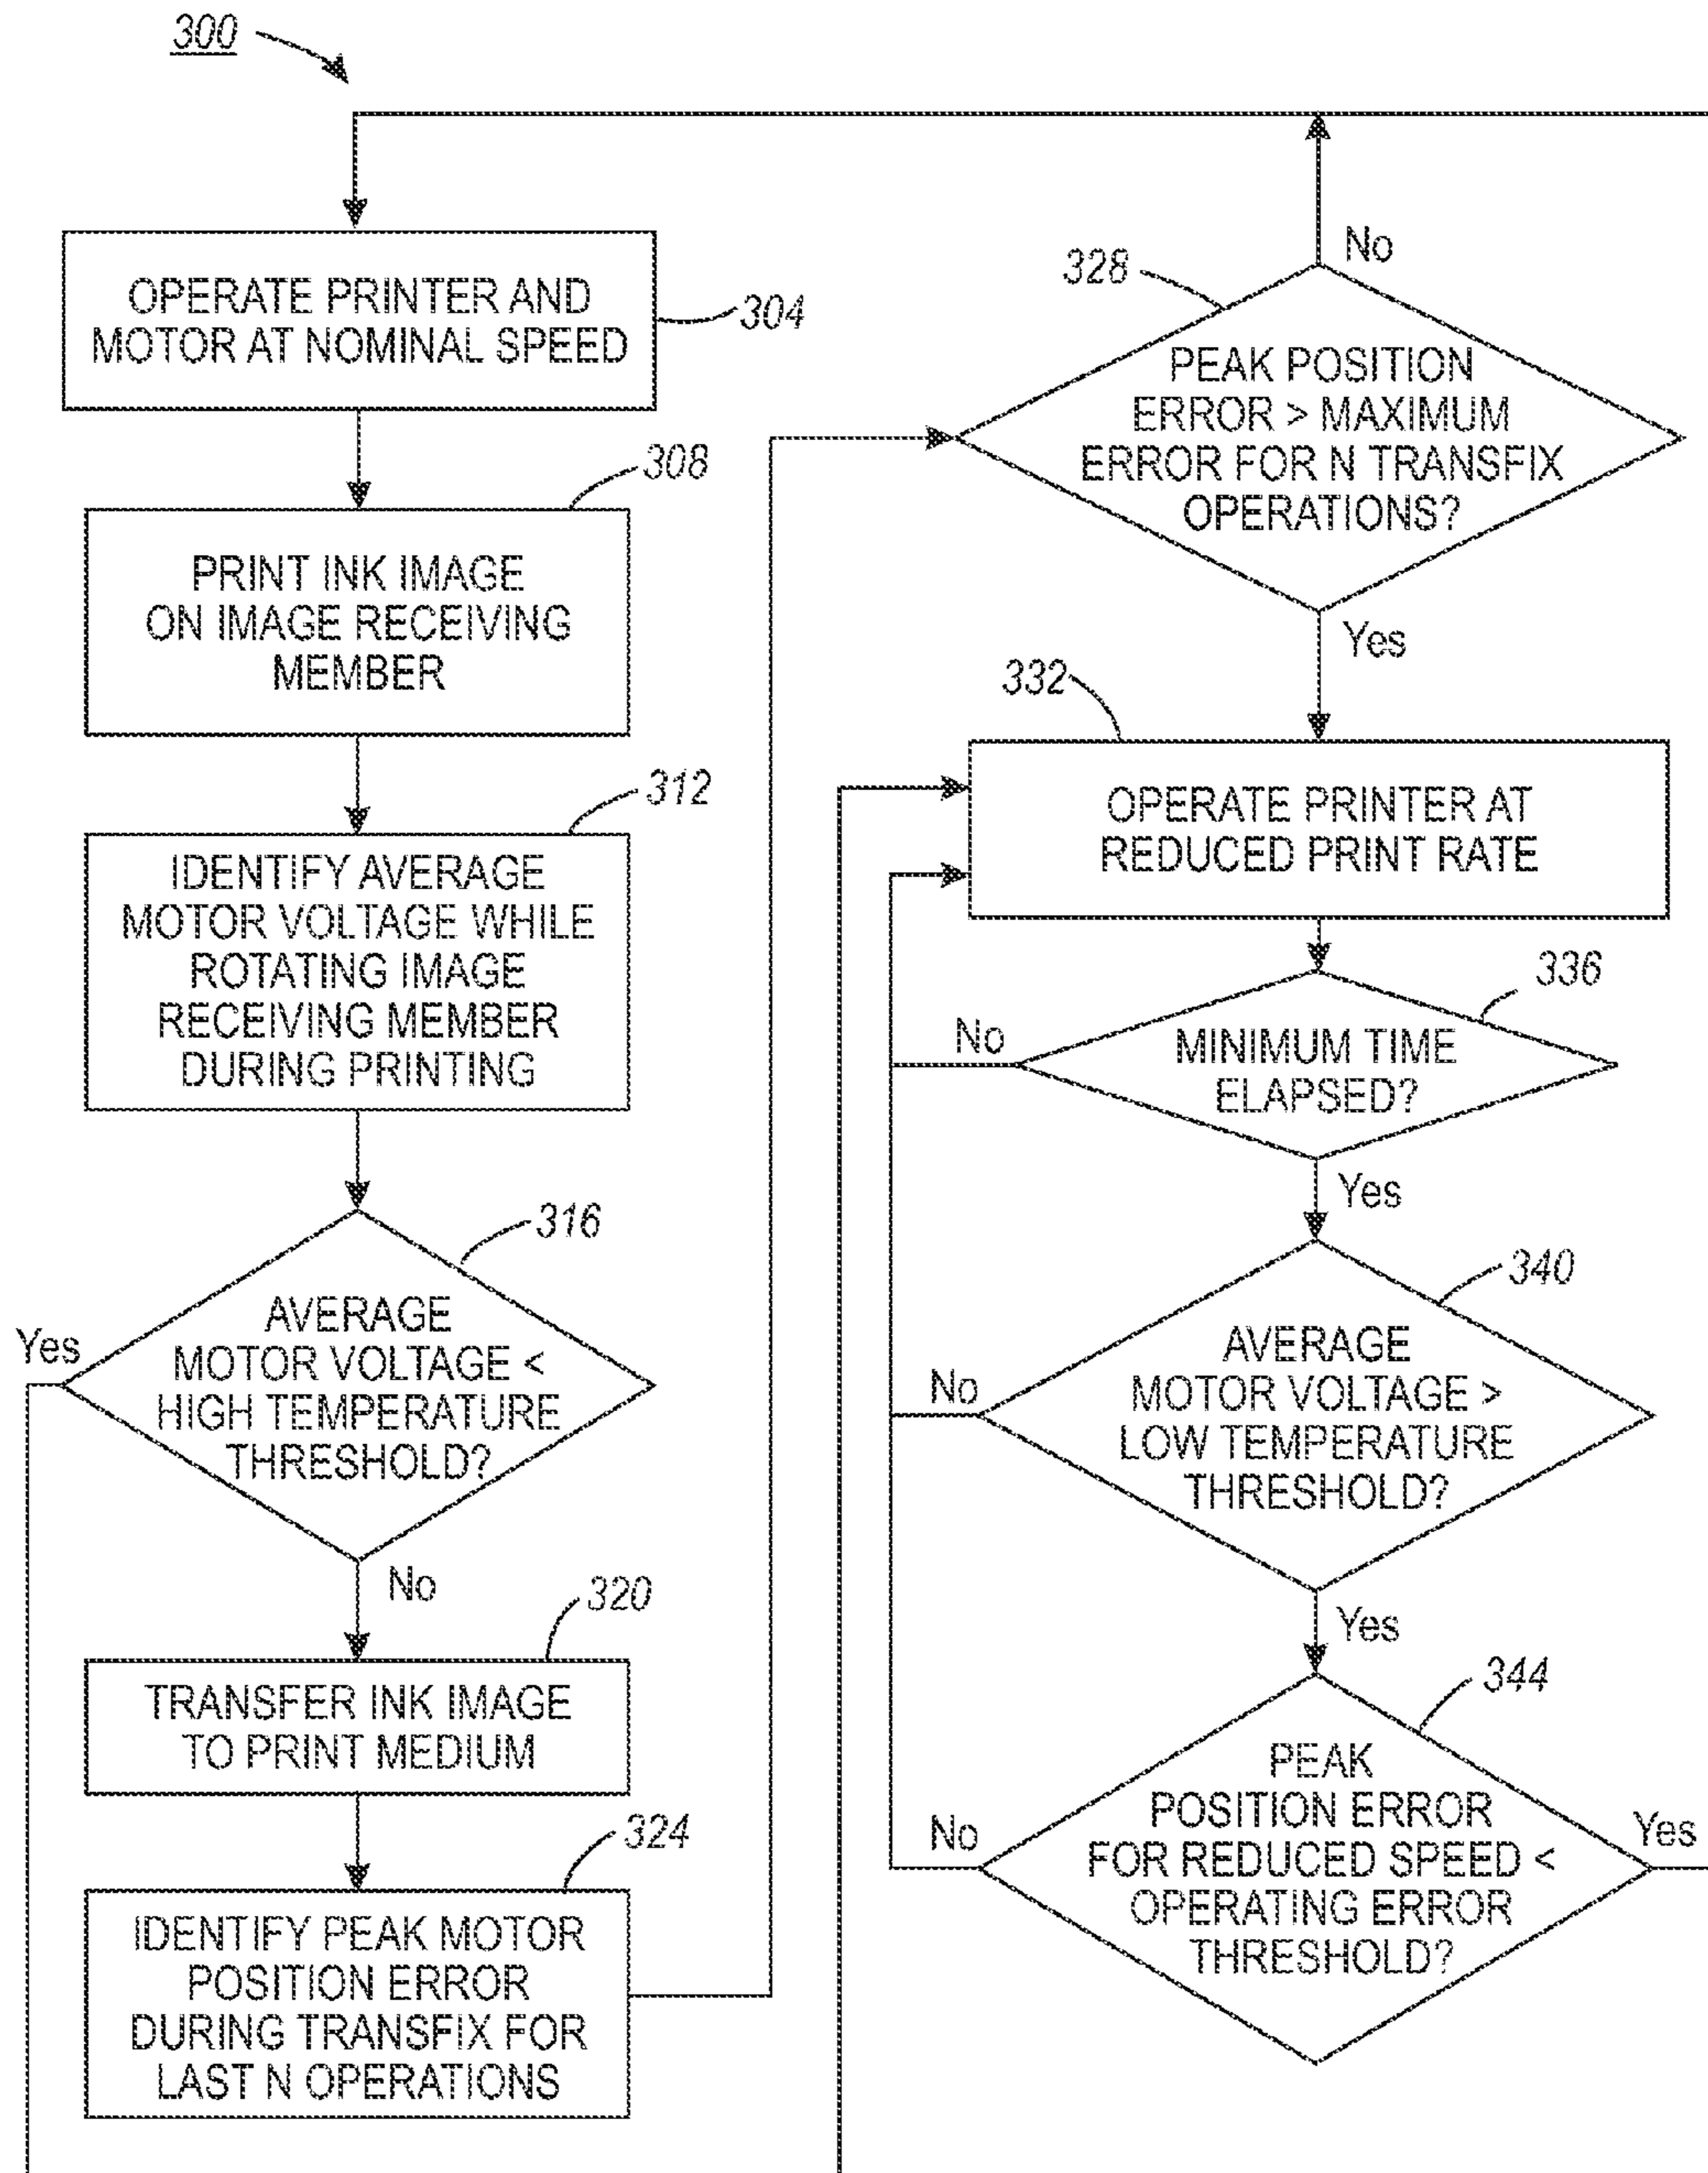 300
OPERATE PRINTER AND
MOTOR AT NOMINAL SPEED
304
308
PRINT INK IMAGE
ON IMAGE RECEIVING
MEMBER
312
IDENTIFY AVERAGE
MOTOR VOLTAGE WHILE
ROTATING IMAGE
RECEIVING MEMBER
DURING PRINTING
316
AVERAGE
MOTOR VOLTAGE <
HIGH TEMPERATURE
THRESHOLD?
Yes
No
320
TRANSFER INK IMAGE
TO PRINT MEDIUM
324
IDENTIFY PEAK MOTOR
POSITION ERROR
DURING TRANSFIX FOR
LAST N OPERATIONS
No
328
PEAK POSITION
ERROR > MAXIMUM
ERROR FOR N TRANSFIX
OPERATIONS?
Yes
332
OPERATE PRINTER AT
REDUCED PRINT RATE
336
No
MINIMUM TIME
ELAPSED?
Yes
340
AVERAGE
MOTOR VOLTAGE >
LOW TEMPERATURE
THRESHOLD?
No
Yes
344
PEAK
POSITION ERROR
FOR REDUCED SPEED <
OPERATING ERROR
THRESHOLD?
No
Yes